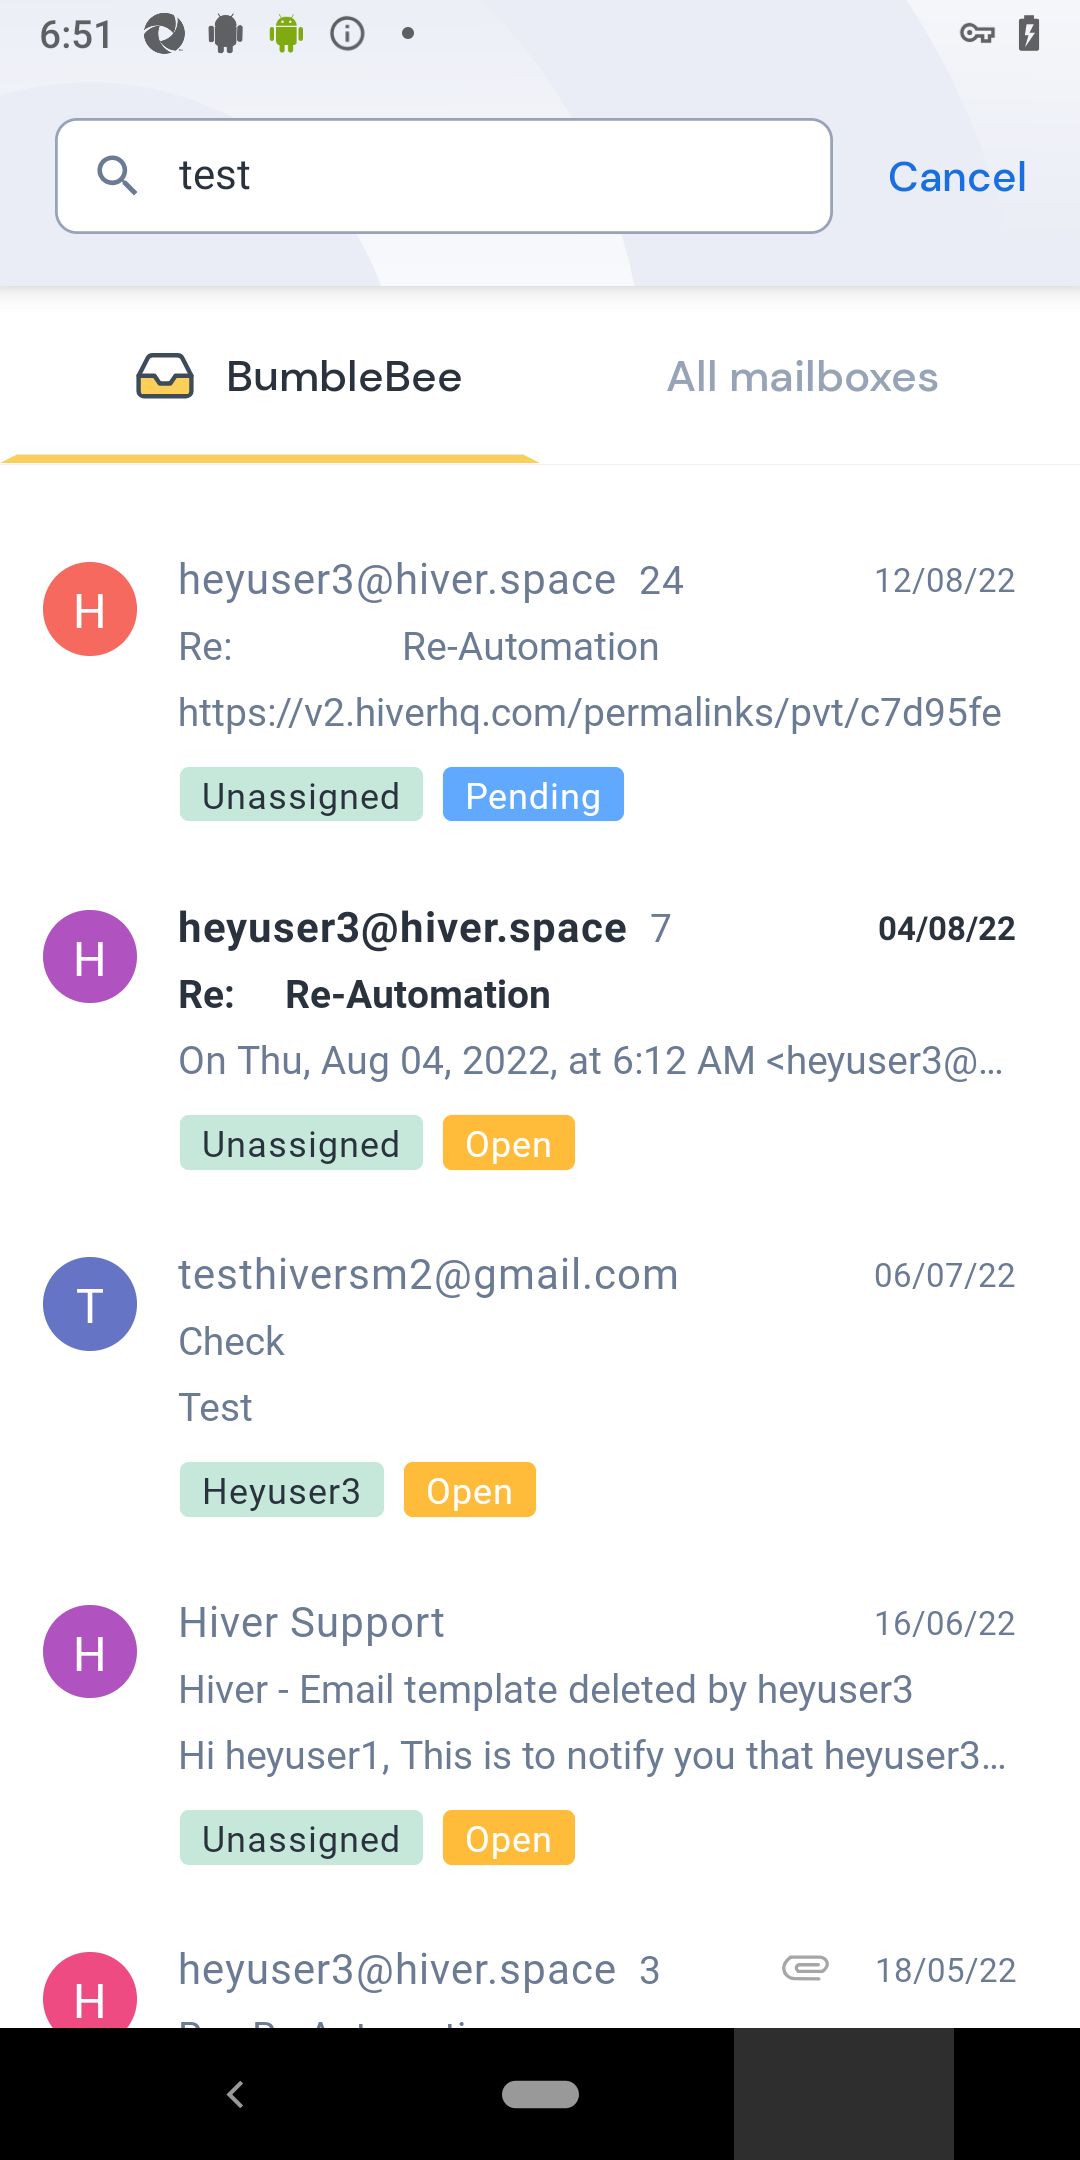 6:51
test
Cancel
BumbleBee
All mailboxes
H
heyuser3@hiver.space 24
12/08/22
Re: Re-Automation
https://v2.hiverhq.com/permalinks/pvt/c7d95fe
Unassigned
Pending
H
heyuser3@hiver.space 7
04/08/22
Re: Re-Automation
On Thu, Aug 04, 2022, at 6:12 AM <heyuser3@...
Unassigned
Open
T
testhiversm2@gmail.com
06/07/22
Check
Test
Heyuser3
Open
H
Hiver Support
16/06/22
Hiver - Email template deleted by heyuser3
Hi heyuser1, This is to notify you that heyuser3...
Unassigned
Open
H
heyuser3@hiver.space 3
18/05/22